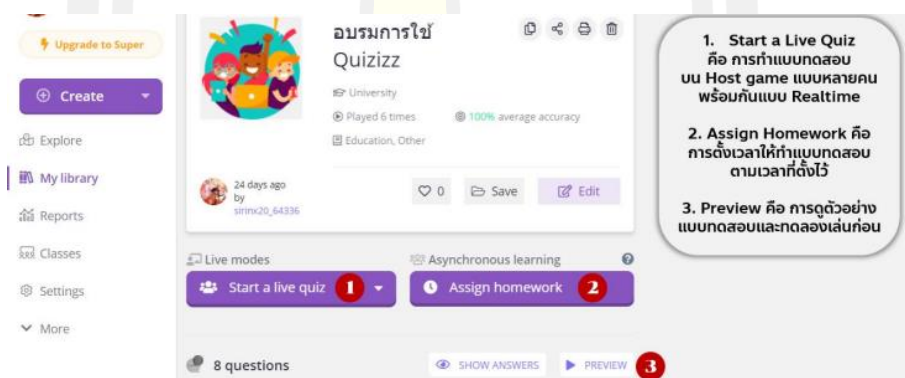 Upgrade to Super
Create
Explore
My library
Reports
Classes
Settings
More
อบรมการใช้
Quizizz
University
Played 6 times
100% average accuracy
Education, Other
24 days ago
by
sirinx20_64336
0
Save
Edit
Live modes
Asynchronous learning
Start a live quiz
1
Assign homework
2
8 questions
SHOW ANSWERS
PREVIEW
3
1. Start a Live Quiz
คือ การทำแบบทดสอบ
บน Host game แบบหลายคน
พร้อมกันแบบ Realtime
2. Assign Homework คือ
การตั้งเวลาให้ทำแบบทดสอบ
ตามเวลาที่ตั้งไว้
3. Preview คือ การดูตัวอย่าง
แบบทดสอบและทดลองเล่นก่อน